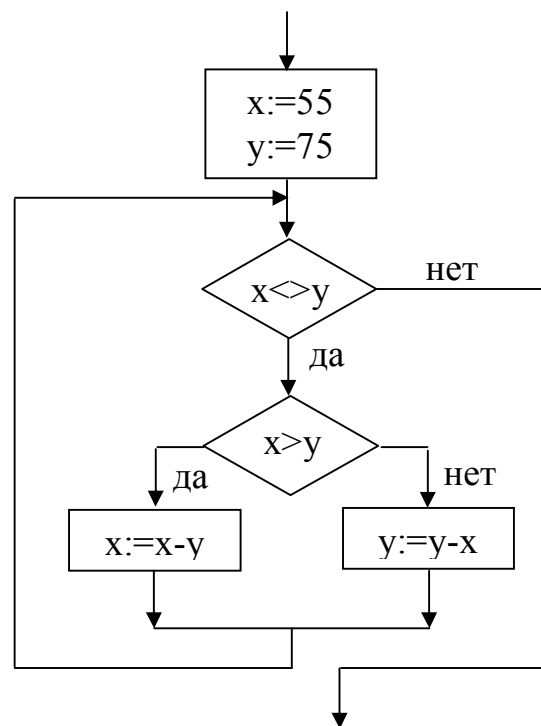 x:=55
y:=75
x<>y
нет
да
x>y
да
нет
x:=x-y
y:=y-x